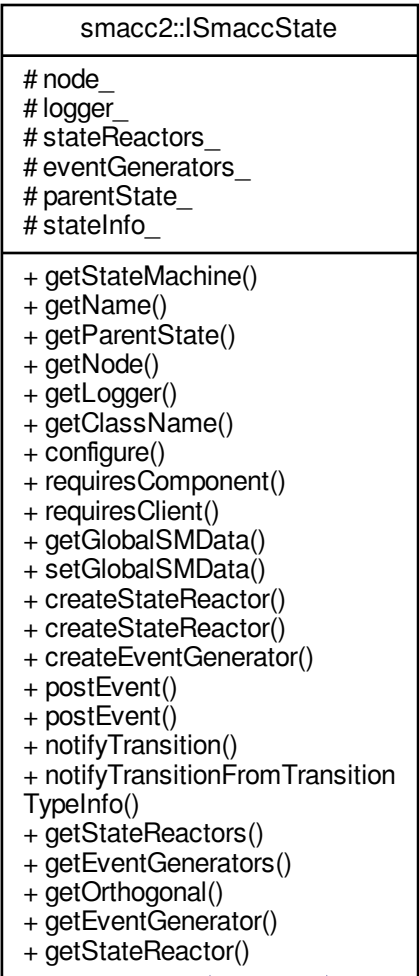 smacc2::ISmaccState
# node_
# logger_
# stateReactors_
# eventGenerators_
# parentState_
# stateInfo_
+ getStateMachine()
+ getName()
+ getParentState()
+ getNode()
+ getLogger()
+ getClassName()
+ configure()
+ requiresComponent()
+ requiresClient()
+ getGlobalSMData()
+ setGlobalSMData()
+ createStateReactor()
+ createStateReactor()
+ createEventGenerator()
+ postEvent()
+ postEvent()
+ notifyTransition()
+ notifyTransitionFromTransition
TypeInfo()
+ getStateReactors()
+ getEventGenerators()
+ getOrthogonal()
+ getEventGenerator()
+ getStateReactor()